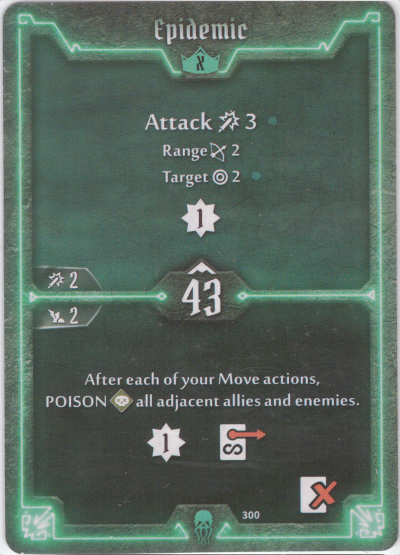 Epidemic
X
Attack 3
Range 2
Target 2
1
2
43
2
After each of your Move actions,
POISON all adjacent allies and enemies.
1
300